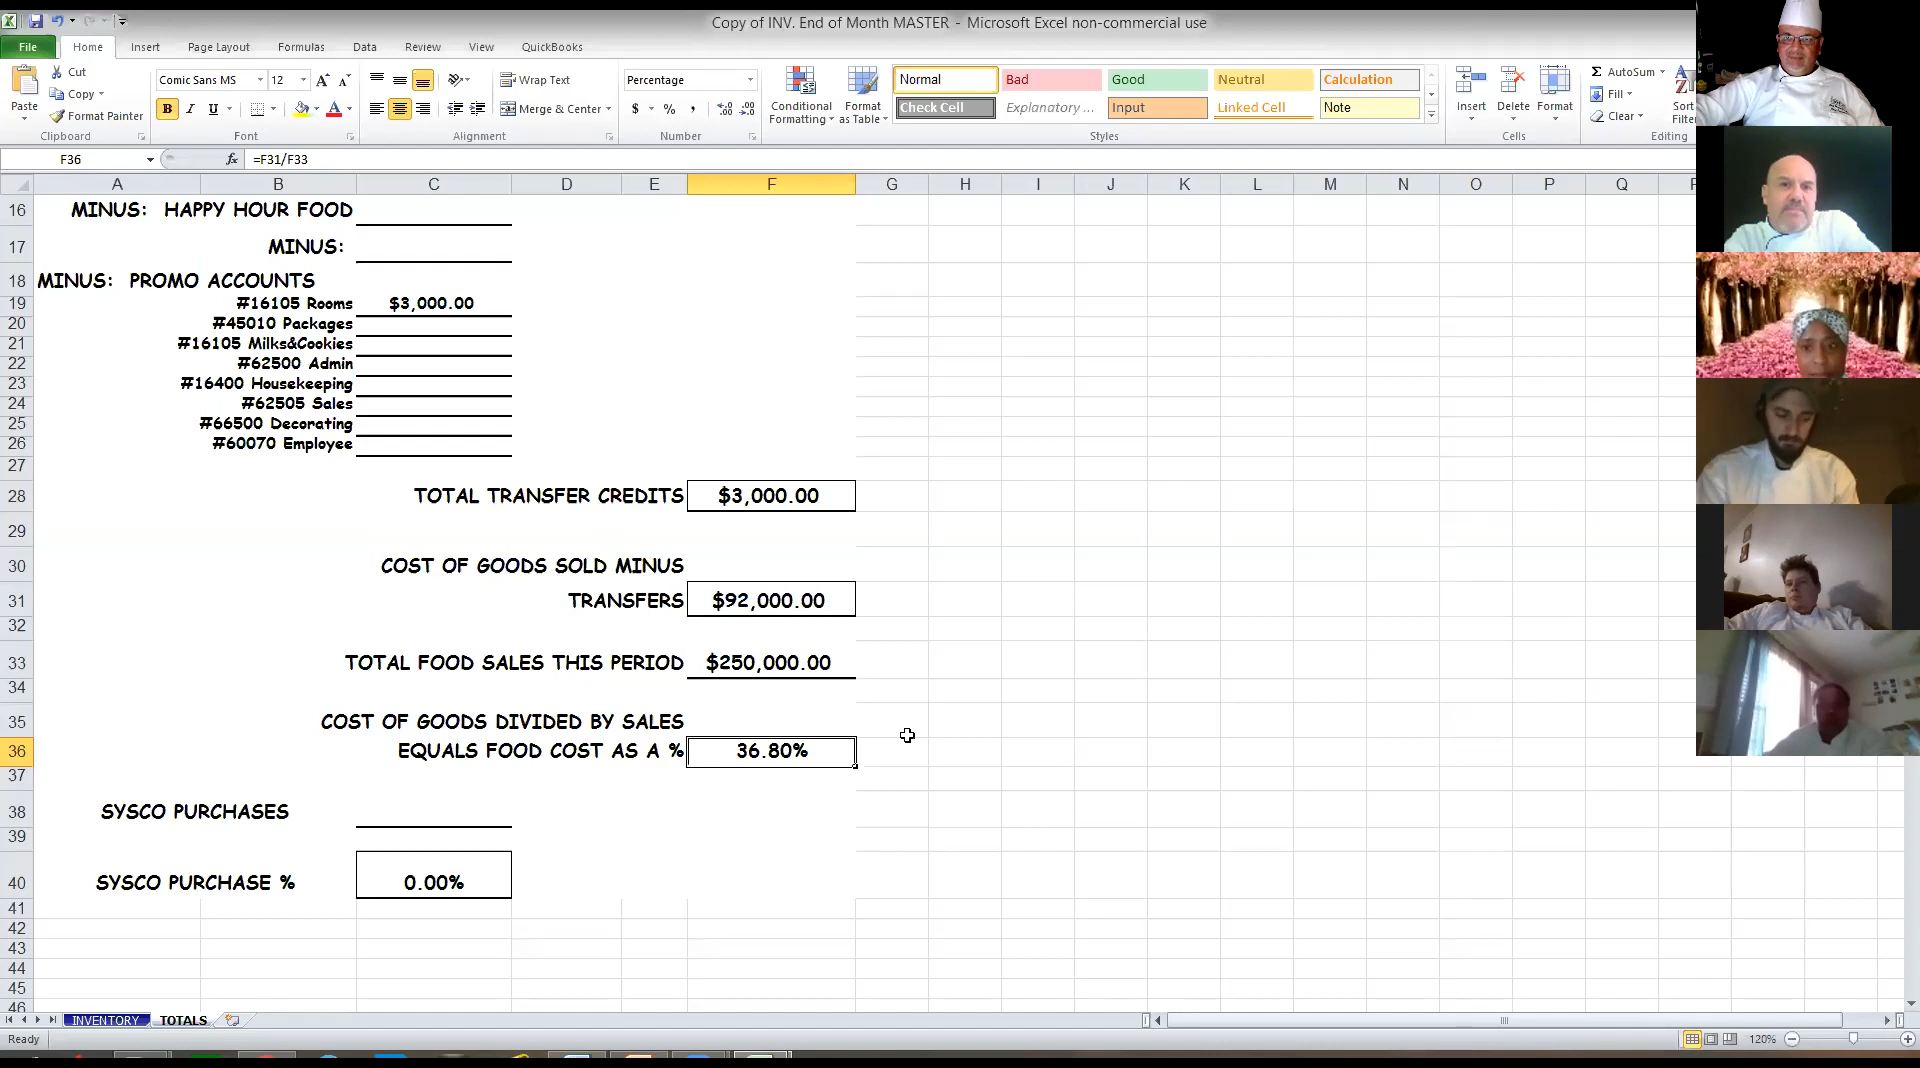 Copy of INV. End of Month MASTER - Microsoft Excel non-commercial use
File Home Insert Page Layout Formulas Data Review View QuickBooks
Paste Cut Copy Format Painter Clipboard
Comic Sans MS 12 B I U Font
Wrap Text Merge & Center Alignment
Percentage $ % , Number
Conditional Formatting Format as Table
Normal Bad Good Neutral Calculation
Check Cell Explanatory ... Input Linked Cell Note
Styles
Insert Delete Format Cells
Σ AutoSum Fill Clear Sort Filter Editing
F36 fx =F31/F33
A B C D E F G H I J K L M N O P Q
16 MINUS: HAPPY HOUR FOOD
17 MINUS:
18 MINUS: PROMO ACCOUNTS
19 #16105 Rooms $3,000.00
20 #45010 Packages
21 #16105 Milks&Cookies
22 #62500 Admin
23 #16400 Housekeeping
24 #62505 Sales
25 #66500 Decorating
26 #60070 Employee
27
28 TOTAL TRANSFER CREDITS $3,000.00
29
30 COST OF GOODS SOLD MINUS
31 TRANSFERS $92,000.00
32
33 TOTAL FOOD SALES THIS PERIOD $250,000.00
34
35 COST OF GOODS DIVIDED BY SALES
36 EQUALS FOOD COST AS A % 36.80%
37
38 SYSCO PURCHASES
39
40 SYSCO PURCHASE % 0.00%
41
42
43
44
45
46
INVENTORY TOTALS
Ready 120%